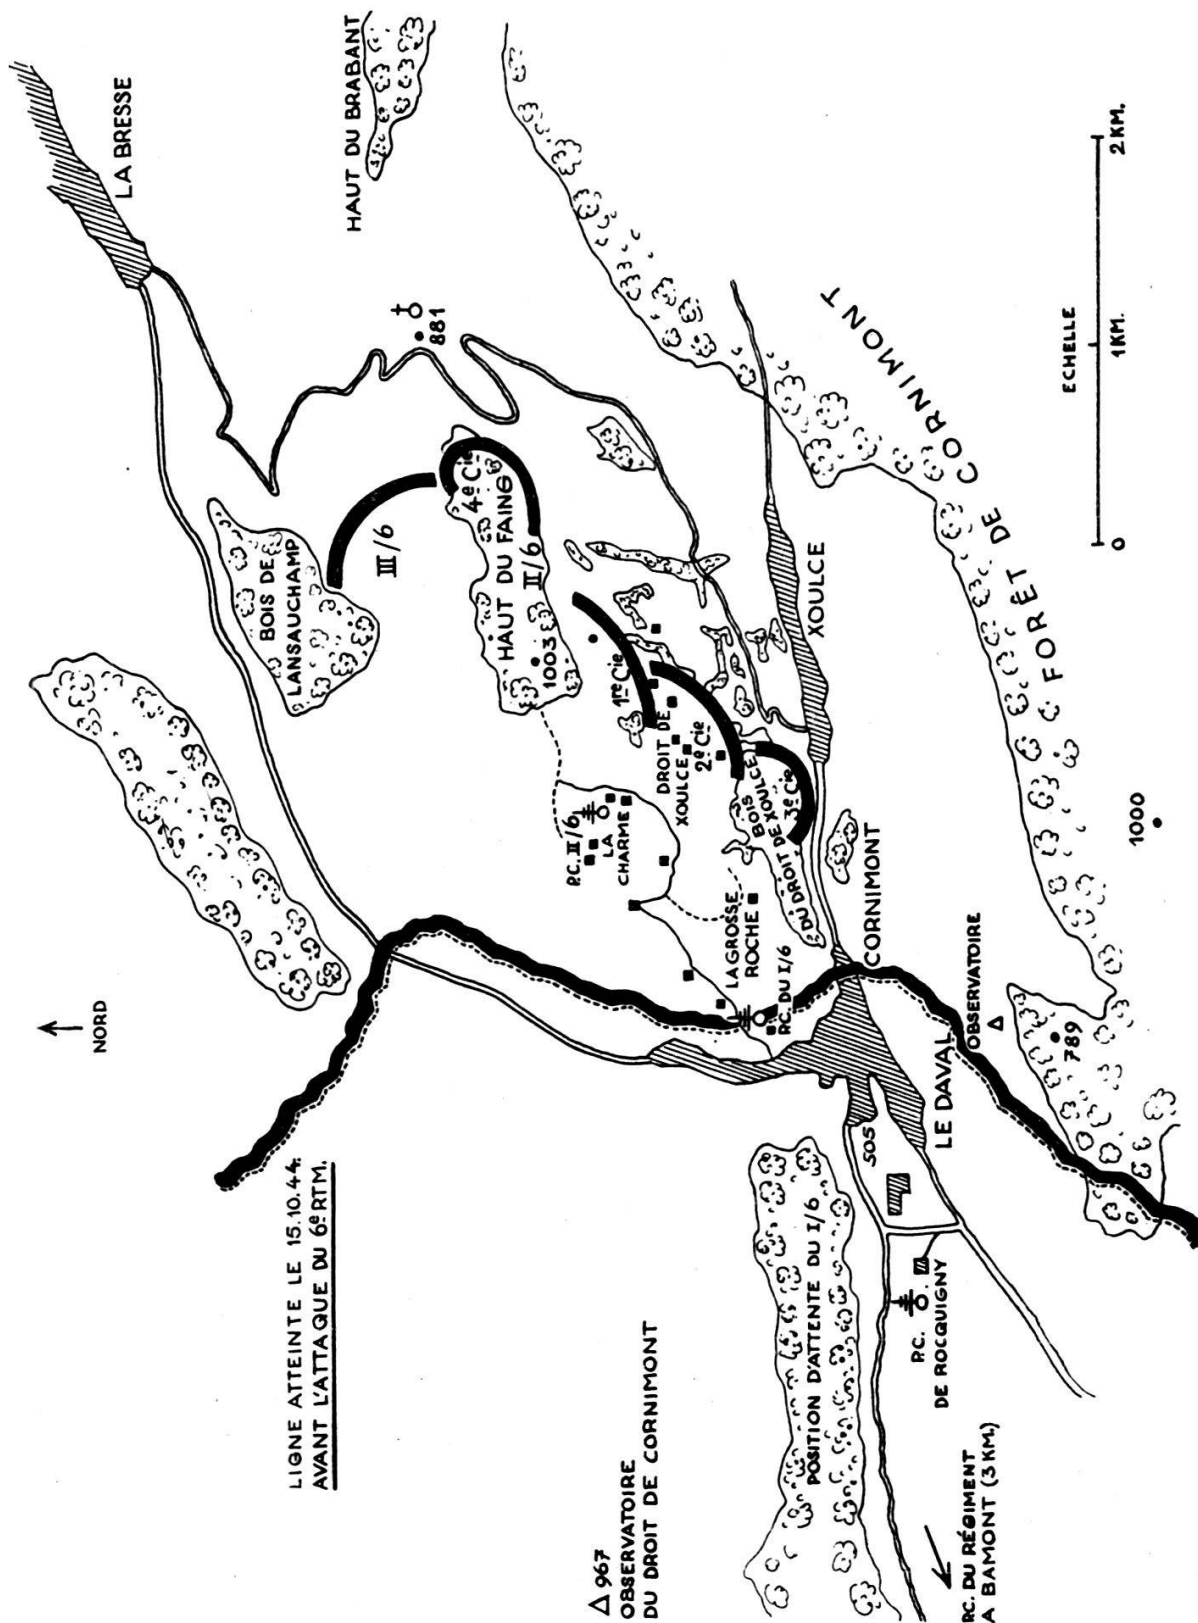 NORD
LIGNE ATTEINTE LE 15.10.44.
AVANT L'ATTAQUE DU 6e RTM.
LA BRESSE
HAUT DU BRABANT
881
BOIS DE
LANSAUCHAMP
III/6
4e Cie
HAUT DU FAING
II/6
1003
1re Cie
DROIT DE
XOULCE
2e Cie
BOIS
DU DROIT DE XOULCE
3e Cie
P.C. II/6
LA
CHARME
LA GROSSE
ROCHE
P.C. DU I/6
XOULCE
CORNIMONT
FORÊT DE CORNIMONT
1000
OBSERVATOIRE
789
LE DAVAL
SOS
POSITION D'ATTENTE DU I/6
P.C.
DE ROCQUIGNY
P.C. DU RÉGIMENT
A BAMONT (3 KM.)
967
OBSERVATOIRE
DU DROIT DE CORNIMONT
ECHELLE
0 1KM. 2KM.